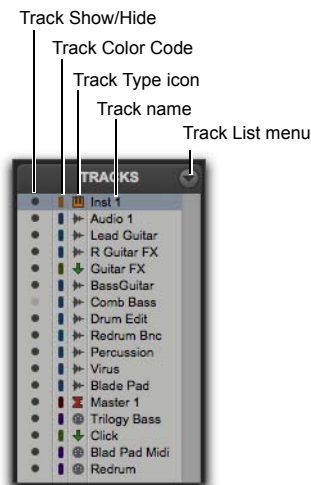 Track Show/Hide
Track Color Code
Track Type icon
Track name
Track List menu
TRACKS
Inst 1
Audio 1
Lead Guitar
R Guitar FX
Guitar FX
BassGuitar
Comb Bass
Drum Edit
Redrum Bnc
Percussion
Virus
Blade Pad
Master 1
Trilogy Bass
Click
Blad Pad Midi
Redrum